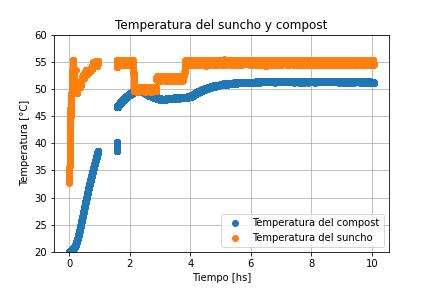 Temperatura del suncho y compost
60
55
50
45
40
35
30
25
20
Temperatura [°C]
0 2 4 6 8 10
Tiempo [hs]
Temperatura del compost
Temperatura del suncho